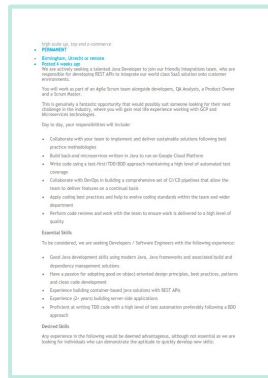 high scale up, top end e-commerce
PERMANENT
Birmingham, Utrecht or remote
Posted 4 weeks ago
We are actively seeking a talented Java Developer to join our friendly Integrations team, who are
responsible for developing REST APIs to integrate our world class SaaS solution onto customer
environments.
You will work as part of an Agile Scrum team alongside developers, QA Analysts, a Product Owner
and a Scrum Master.
This is genuinely a fantastic opportunity that would possibly suit someone looking for their next
challenge in the industry, where you will gain real life experience working with GCP and
Microservices technologies.
Day to day, your responsibilities will include:
Collaborate with your team to implement and deliver sustainable solutions following best
practice methodologies
Build back-end microservices written in Java to run on Google Cloud Platform
Write code using a test-first/TDD/BDD approach maintaining a high level of automated test
coverage
Collaborate with DevOps in building a comprehensive set of CI/CD pipelines that allow the
team to deliver features on a continual basis
Apply coding best practices and help to evolve coding standards within the team and wider
department
Perform code reviews and work with the team to ensure work is delivered to a high level of
quality
Essential Skills
To be considered, we are seeking Developers / Software Engineers with the following experience:
Good Java development skills using modern Java, Java frameworks and associated build and
dependency management solutions
Have a passion for adopting good oo object oriented design principles, best practices, patterns
and clean code development
Experience building container-based Java solutions with REST APIs
Experience (2+ years) building server-side applications
Proficient at writing TDD code with a high level of test automation preferably following a BDD
approach
Desired Skills
Any experience in the following would be deemed advantageous, although not essential as we are
looking for individuals who can demonstrate the aptitude to quickly develop new skills: